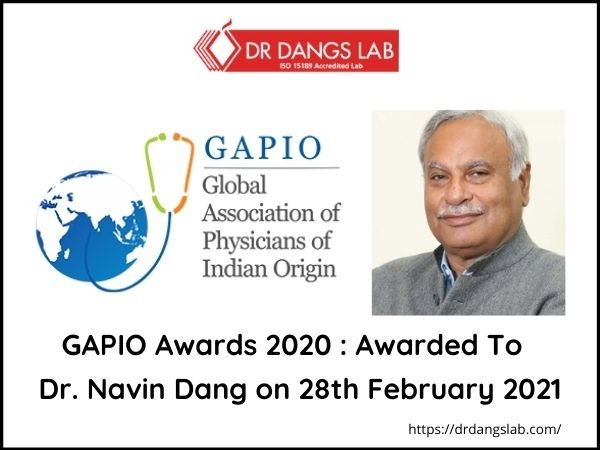 DR DANGS LAB
ISO 15189 Accredited Lab
GAPIO
Global
Association of
Physicians of
Indian Origin
GAPIO Awards 2020 : Awarded To
Dr. Navin Dang on 28th February 2021
https://drdangslab.com/